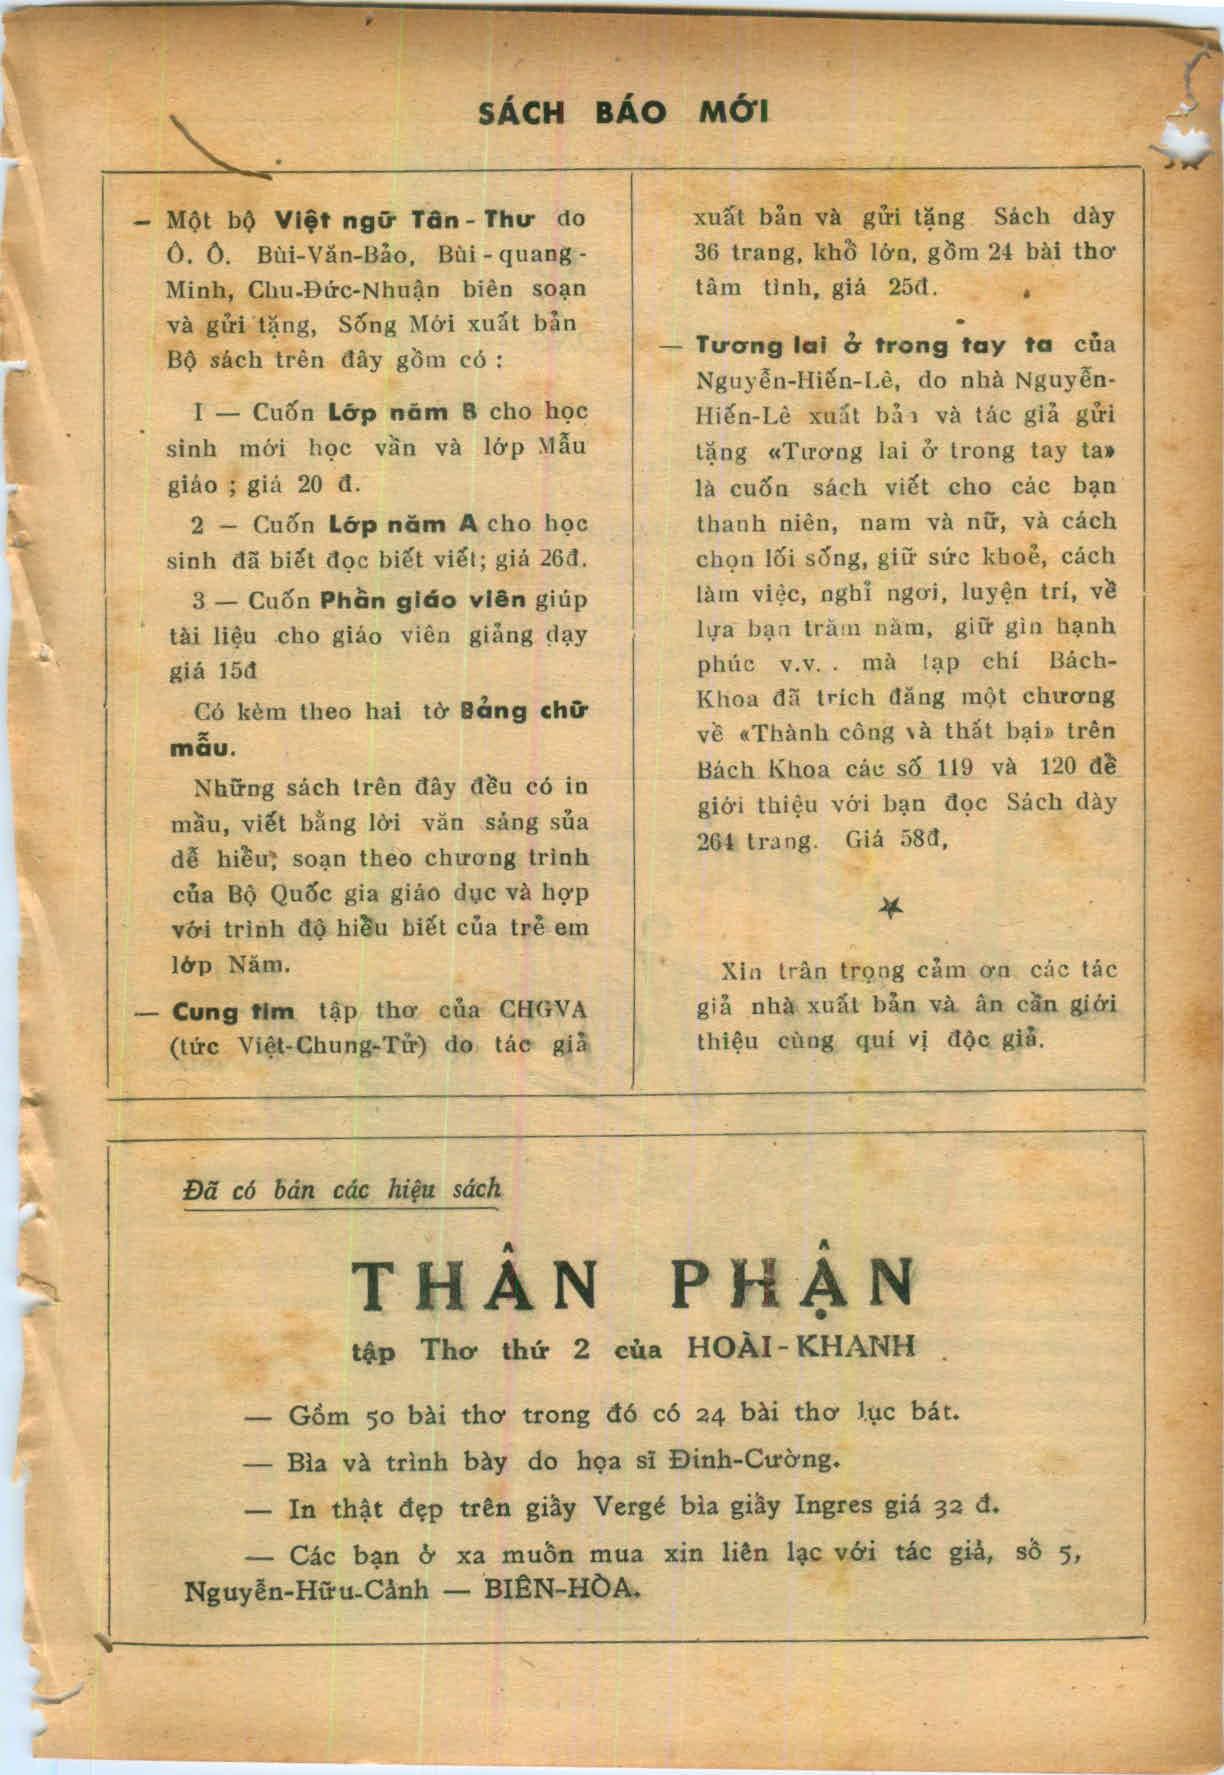 SÁCH BÁO MỚI
— Một bộ Việt ngữ Tân - Thư do
Ô. Ô. Bùi-Văn-Bảo, Bùi - quang -
Minh, Chu-Đức-Nhuận biên soạn
và gửi tặng, Sống Mới xuất bản
Bộ sách trên đây gồm có :
1 — Cuốn Lớp năm B cho học
sinh mới học vần và lớp Mẫu
giáo ; giá 20 đ.
2 — Cuốn Lớp năm A cho học
sinh đã biết đọc biết viết; giá 26đ.
3 — Cuốn Phần giáo viên giúp
tài liệu cho giáo viên giảng dạy
giá 15đ
Có kèm theo hai tờ Bảng chữ
mẫu.
Những sách trên đây đều có in
mầu, viết bằng lời văn sáng sủa
dễ hiểu; soạn theo chương trình
của Bộ Quốc gia giáo dục và hợp
với trình độ hiểu biết của trẻ em
lớp Năm.
— Cung tim tập thơ của CHGVA
(tức Việt-Chung-Tử) do tác giả
xuất bản và gửi tặng Sách dày
36 trang, khổ lớn, gồm 24 bài thơ
tâm tình, giá 25đ.
— Tương lai ở trong tay ta của
Nguyễn-Hiến-Lê, do nhà Nguyễn-
Hiến-Lê xuất bản và tác giả gửi
tặng «Tương lai ở trong tay ta»
là cuốn sách viết cho các bạn
thanh niên, nam và nữ, và cách
chọn lối sống, giữ sức khoẻ, cách
làm việc, nghỉ ngơi, luyện trí, về
lựa bạn trăm năm, giữ gìn hạnh
phúc v.v. . mà tạp chí Bách-
Khoa đã trích đăng một chương
về «Thành công và thất bại» trên
Bách Khoa các số 119 và 120 để
giới thiệu với bạn đọc Sách dày
264 trang. Giá 58đ,
Xin trân trọng cảm ơn các tác
giả nhà xuất bản và ân cần giới
thiệu cùng quí vị độc giả.
Đã có bán các hiệu sách
THÂN PHẬN
tập Thơ thứ 2 của HOÀI-KHANH
— Gồm 50 bài thơ trong đó có 24 bài thơ lục bát.
— Bìa và trình bày do họa sĩ Đinh-Cường.
— In thật đẹp trên giấy Vergé bìa giấy Ingres giá 32 đ.
— Các bạn ở xa muốn mua xin liên lạc với tác giả, số 5,
Nguyễn-Hữu-Cảnh — BIÊN-HÒA.